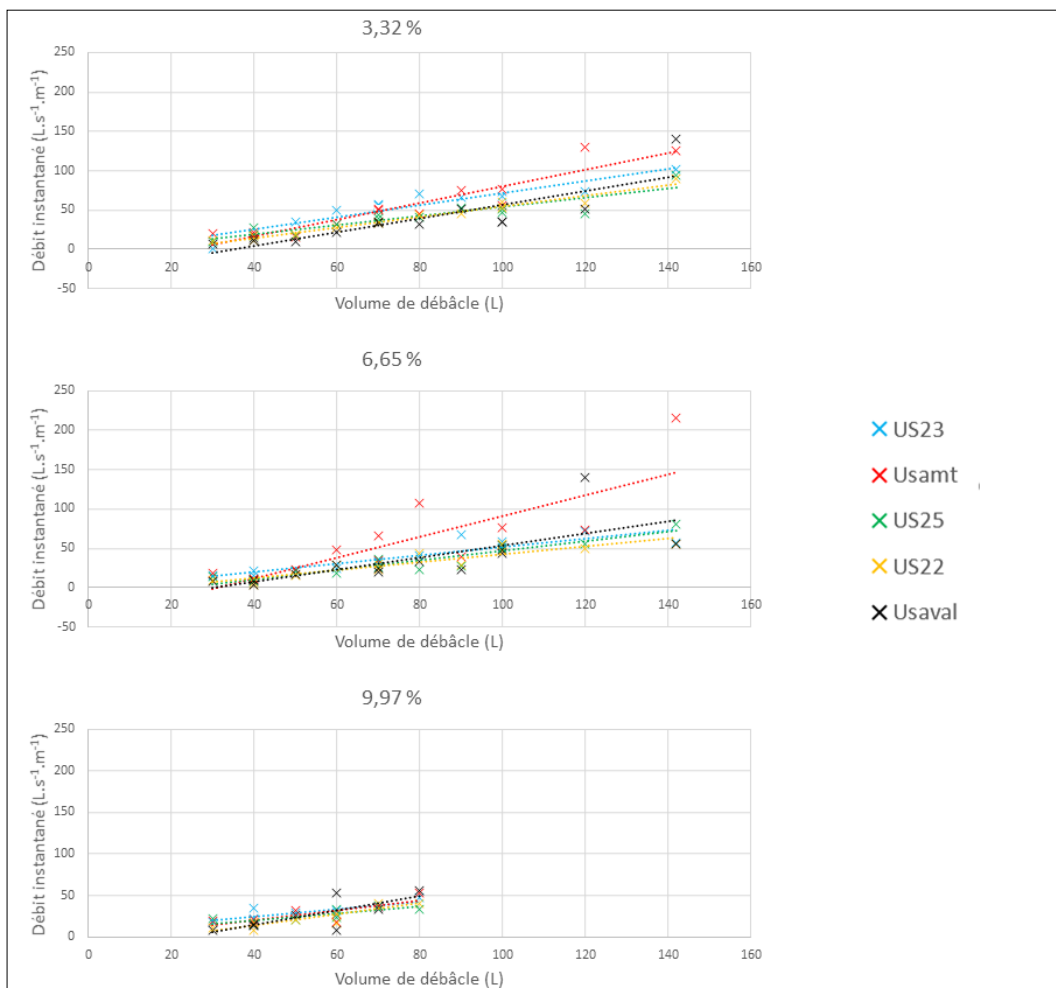 3,32 %
Débit instantané (L.s⁻¹.m⁻¹)
250
200
150
100
50
0
-50
0 20 40 60 80 100 120 140 160
Volume de débâcle (L)
6,65 %
Débit instantané (L.s⁻¹.m⁻¹)
250
200
150
100
50
0
-50
0 20 40 60 80 100 120 140 160
Volume de débâcle (L)
9,97 %
Débit instantané (L.s⁻¹.m⁻¹)
250
200
150
100
50
0
0 20 40 60 80 100 120 140 160
Volume de débâcle (L)
US23
Usamt
US25
US22
Usaval